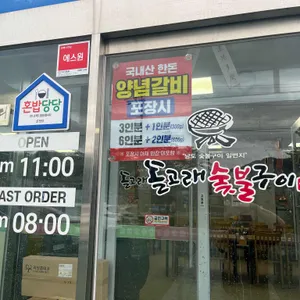 에스원
혼밥당당
OPEN
m 11:00
AST ORDER
m 08:00
국내산 한돈
양념갈비
포장시
3인분 +1인분
6인분 +2인분
돌고래숯불구이